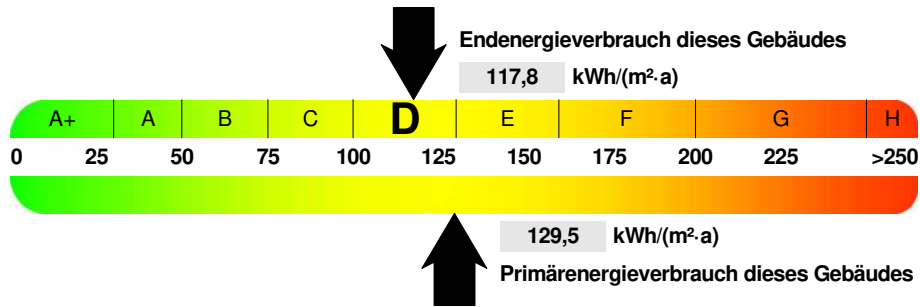 Endenergieverbrauch dieses Gebäudes
117,8 kWh/(m²·a)
A+ A B C D E F G H
0 25 50 75 100 125 150 175 200 225 >250
129,5 kWh/(m²·a)
Primärenergieverbrauch dieses Gebäudes